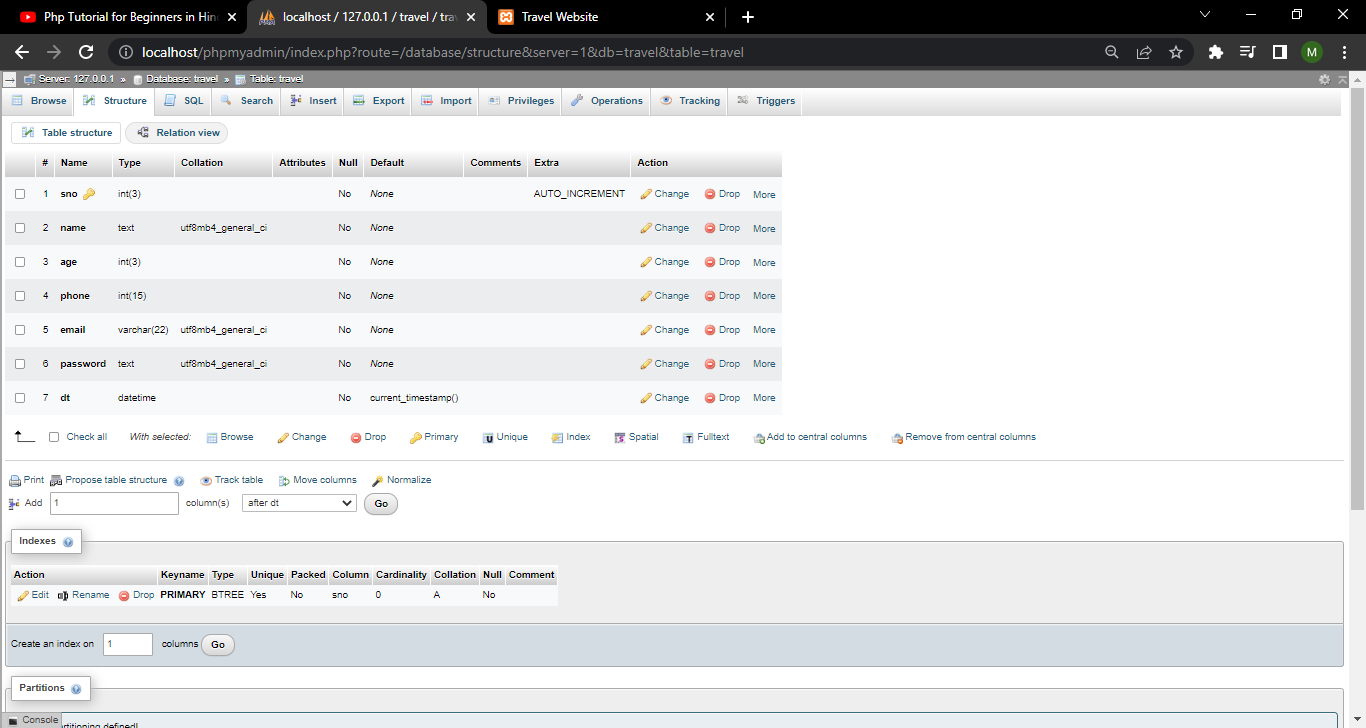 Php Tutorial for Beginners in Hin
localhost / 127.0.0.1 / travel / tra
Travel Website
localhost/phpmyadmin/index.php?route=/database/structure&server=1&db=travel&table=travel
M
Server: 127.0.0.1 » Database: travel » Table: travel
Browse Structure SQL Search Insert Export Import Privileges Operations Tracking Triggers
Table structure Relation view
# Name Type Collation Attributes Null Default Comments Extra Action
1 sno int(3) No None AUTO_INCREMENT Change Drop More
2 name text utf8mb4_general_ci No None Change Drop More
3 age int(3) No None Change Drop More
4 phone int(15) No None Change Drop More
5 email varchar(22) utf8mb4_general_ci No None Change Drop More
6 password text utf8mb4_general_ci No None Change Drop More
7 dt datetime No current_timestamp() Change Drop More
Check all With selected: Browse Change Drop Primary Unique Index Spatial Fulltext Add to central columns Remove from central columns
Print Propose table structure Track table Move columns Normalize
Add 1 column(s) after dt Go
Indexes
Action Keyname Type Unique Packed Column Cardinality Collation Null Comment
Edit Rename Drop PRIMARY BTREE Yes No sno 0 A No
Create an index on 1 columns Go
Partitions
Console
rtitioning defined!